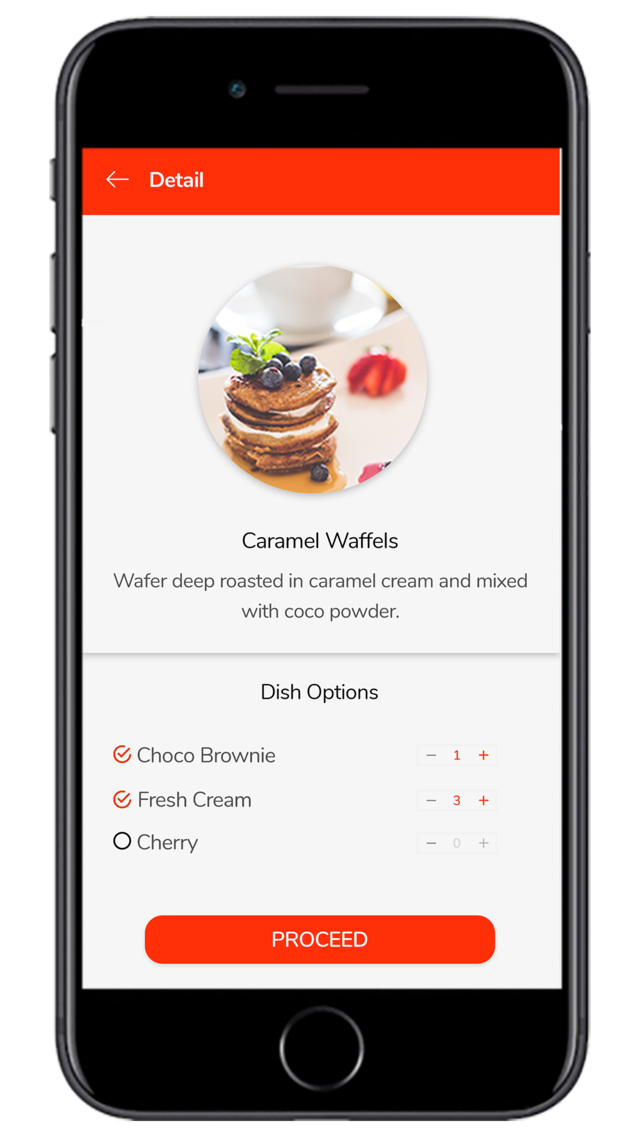 Detail
Caramel Waffels
Wafer deep roasted in caramel cream and mixed
with coco powder.
Dish Options
Choco Brownie − 1 +
Fresh Cream − 3 +
Cherry − 0 +
PROCEED